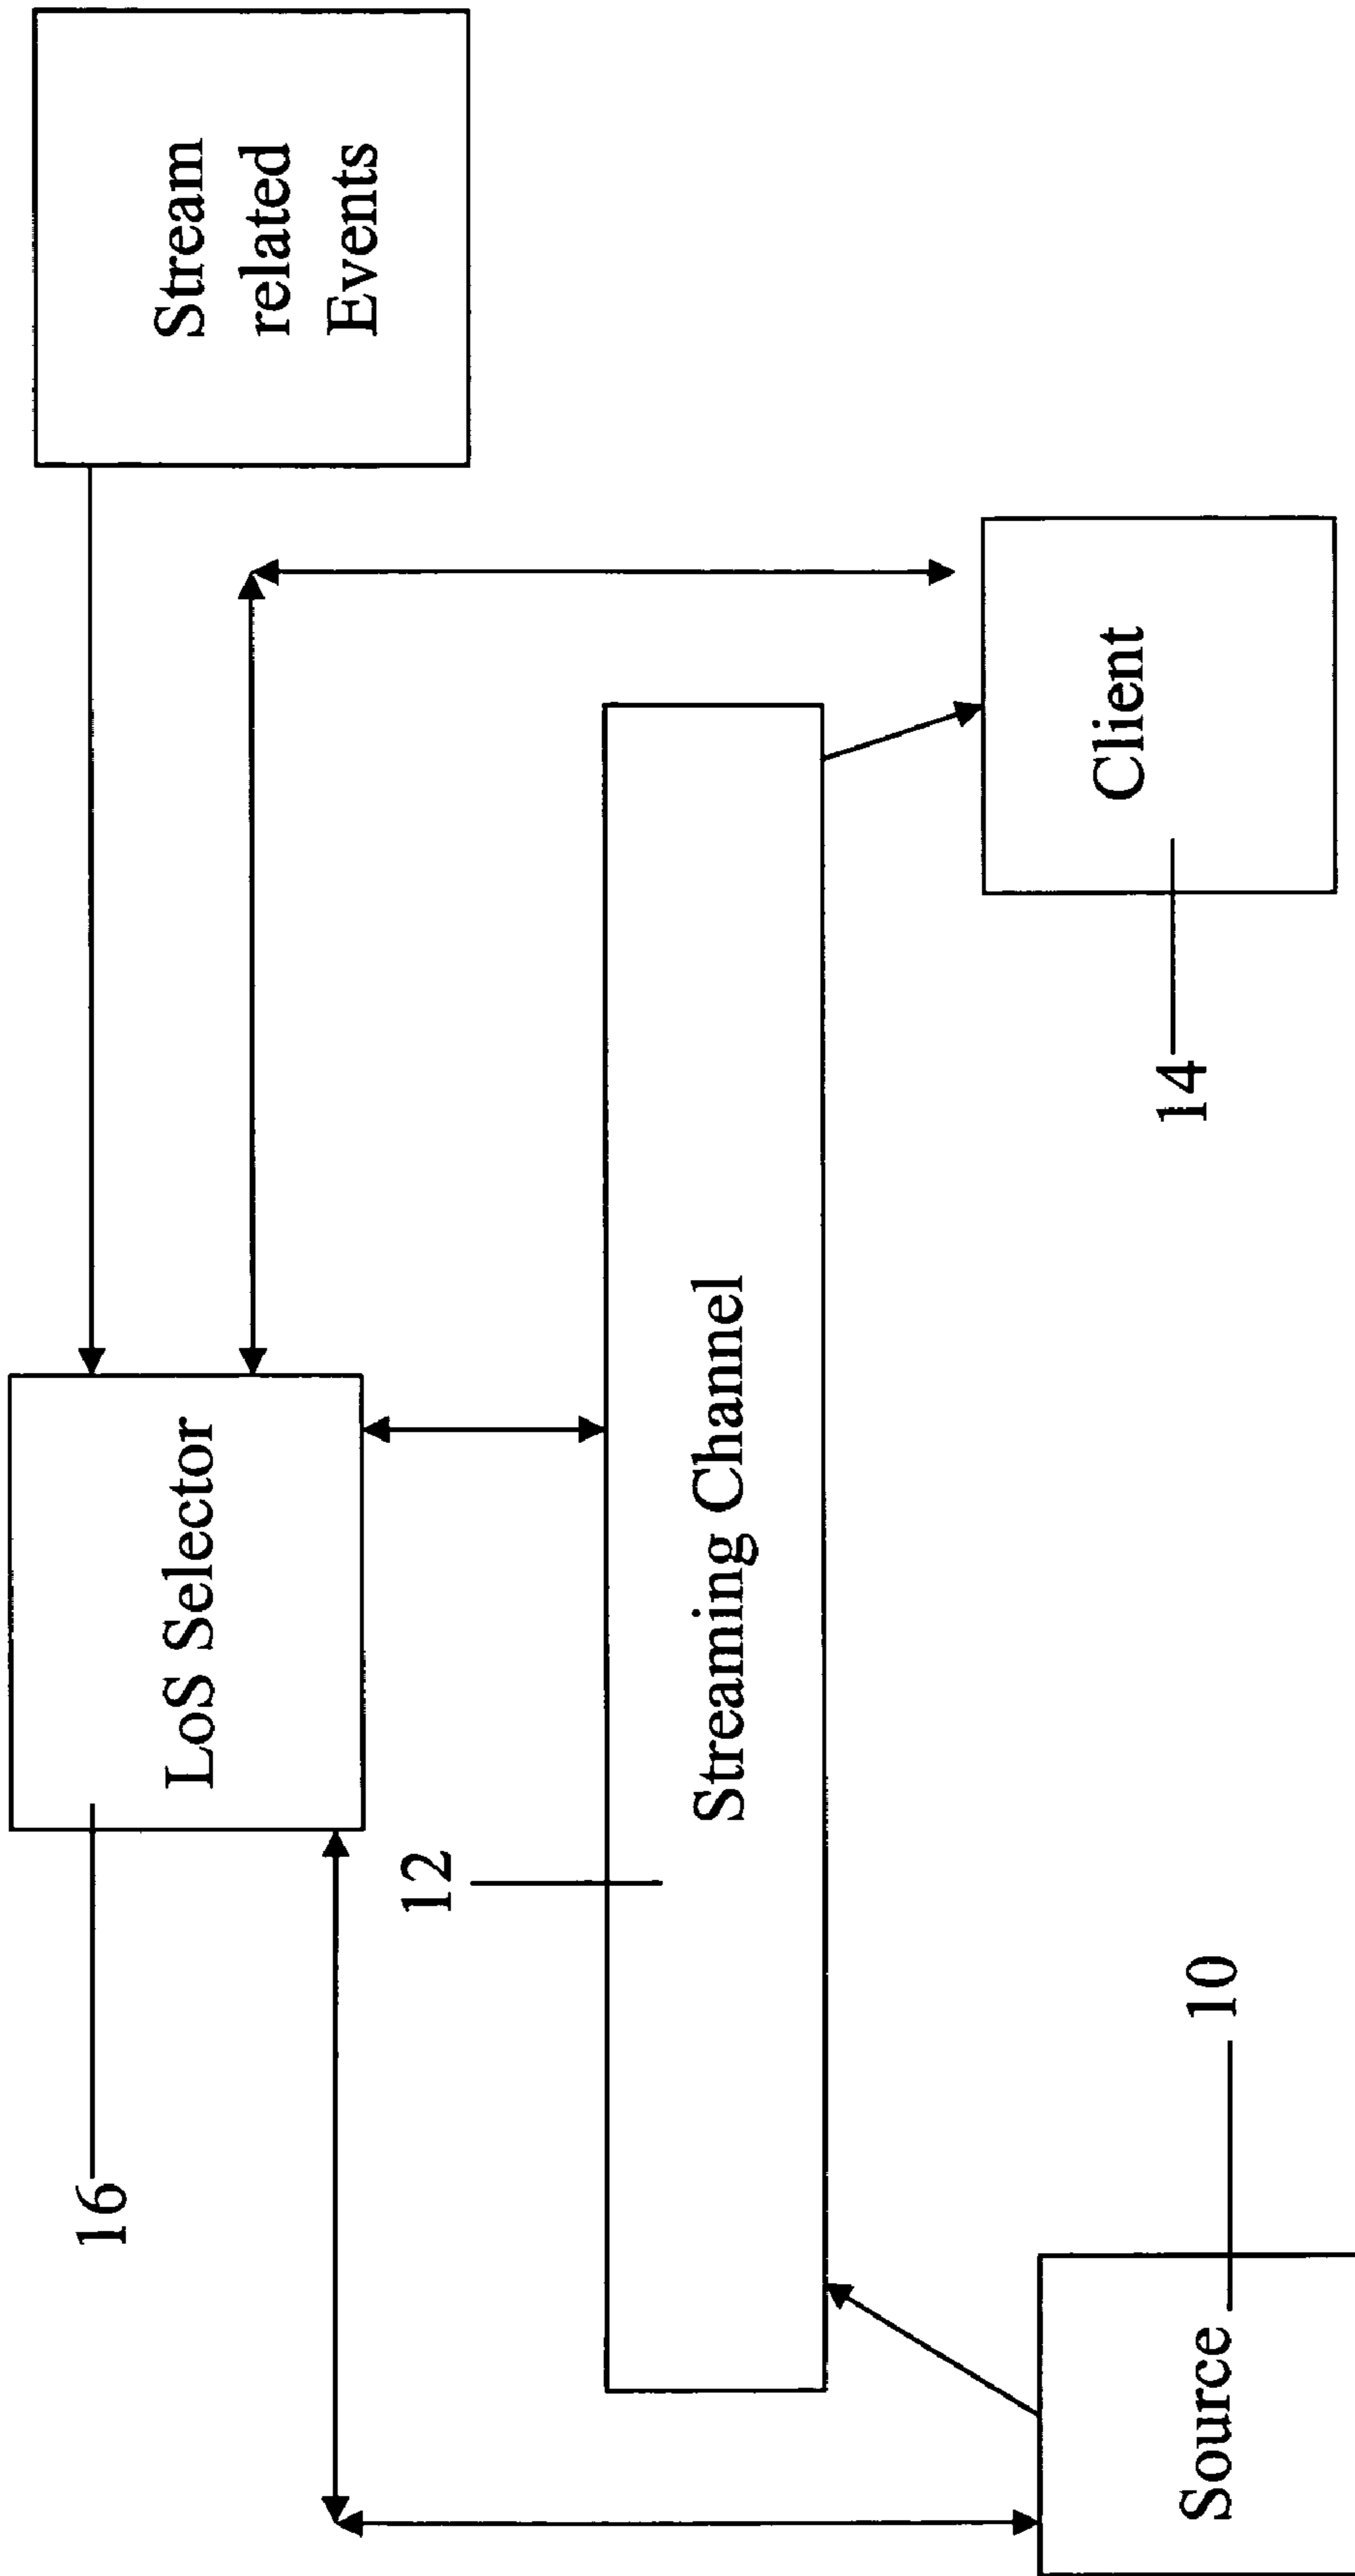 Stream
related
Events
16
LoS Selector
12
Streaming Channel
Source
10
14
Client